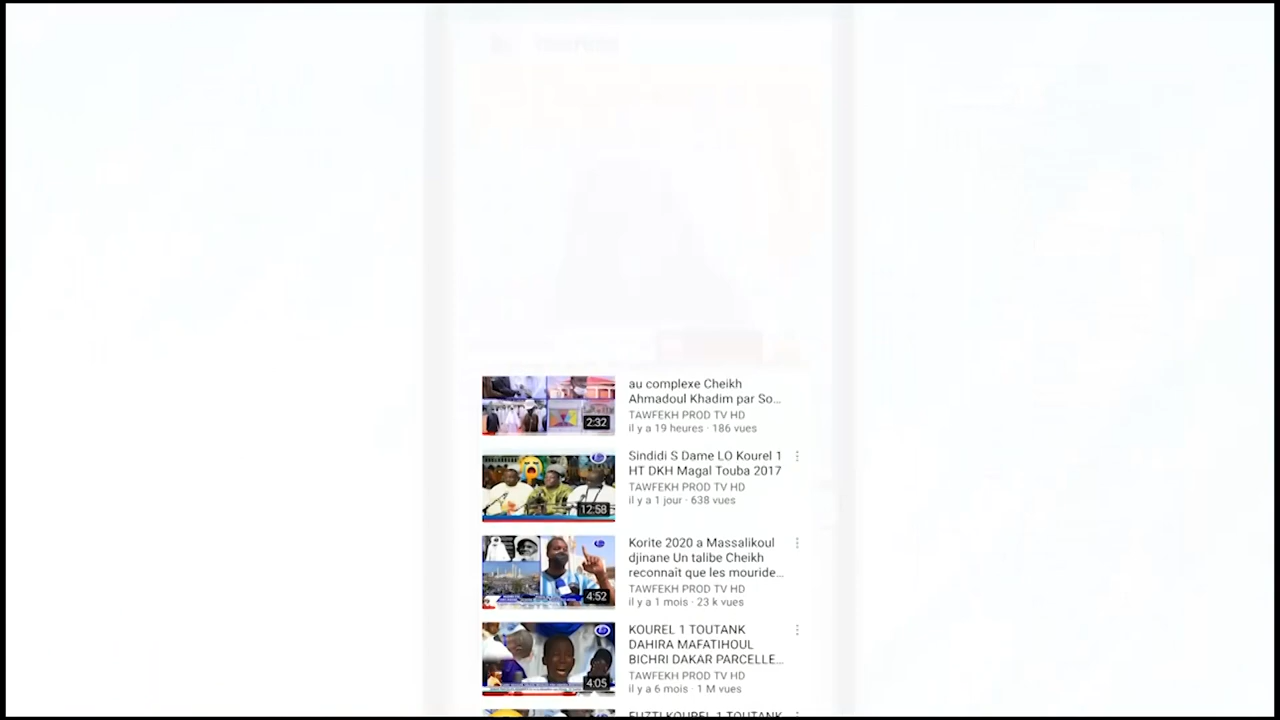 au complexe Cheikh
Ahmadoul Khadim par So...
TAWFEKH PROD TV HD
il y a 19 heures · 186 vues
2:32
Sindidi S Dame LO Kourel 1
HT DKH Magal Touba 2017
TAWFEKH PROD TV HD
il y a 1 jour · 638 vues
12:58
Korite 2020 a Massalikoul
djinane Un talibe Cheikh
reconnait que les mouride...
TAWFEKH PROD TV HD
il y a 1 mois · 23 k vues
4:52
KOUREL 1 TOUTANK
DAHIRA MAFATIHOUL
BICHRI DAKAR PARCELLE...
TAWFEKH PROD TV HD
il y a 6 mois · 1 M vues
4:05
KOUREL 1 TOUTANK